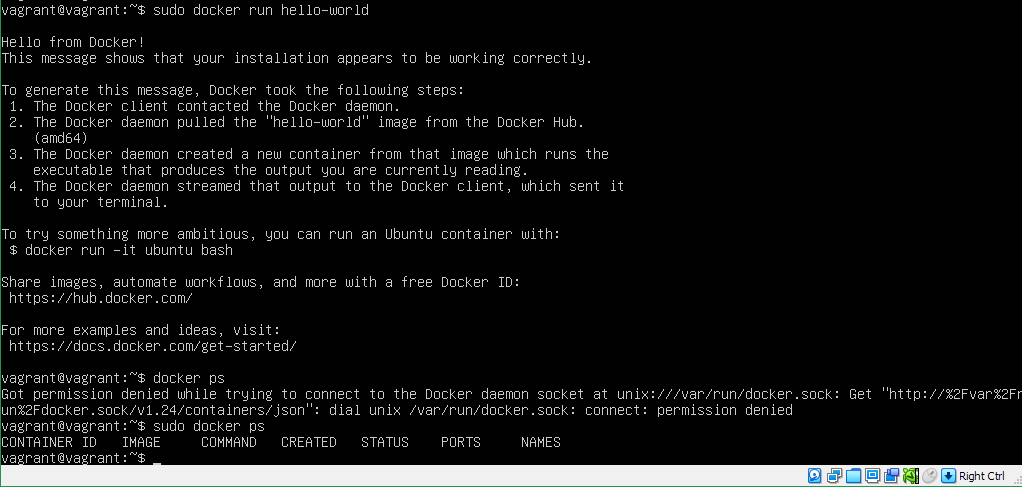 vagrant@vagrant:~$ sudo docker run hello-world
Hello from Docker!
This message shows that your installation appears to be working correctly.
To generate this message, Docker took the following steps:
1. The Docker client contacted the Docker daemon.
2. The Docker daemon pulled the "hello-world" image from the Docker Hub.
(amd64)
3. The Docker daemon created a new container from that image which runs the
executable that produces the output you are currently reading.
4. The Docker daemon streamed that output to the Docker client, which sent it
to your terminal.
To try something more ambitious, you can run an Ubuntu container with:
$ docker run -it ubuntu bash
Share images, automate workflows, and more with a free Docker ID:
https://hub.docker.com/
For more examples and ideas, visit:
https://docs.docker.com/get-started/
vagrant@vagrant:~$ docker ps
Got permission denied while trying to connect to the Docker daemon socket at unix:///var/run/docker.sock: Get "http://%2Fvar%2Fr
un%2Fdocker.sock/v1.24/containers/json": dial unix /var/run/docker.sock: connect: permission denied
vagrant@vagrant:~$ sudo docker ps
CONTAINER ID   IMAGE     COMMAND   CREATED   STATUS    PORTS     NAMES
vagrant@vagrant:~$ _
Right Ctrl